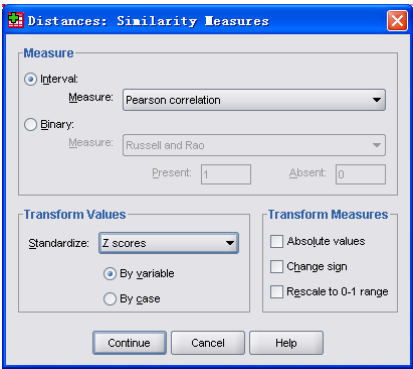 Distances: Similarity Measures
Measure
Interval:
Measure: Pearson correlation
Binary:
Measure: Russell and Rao
Present: 1 Absent: 0
Transform Values
Standardize: Z scores
By variable
By case
Transform Measures
Absolute values
Change sign
Rescale to 0-1 range
Continue Cancel Help